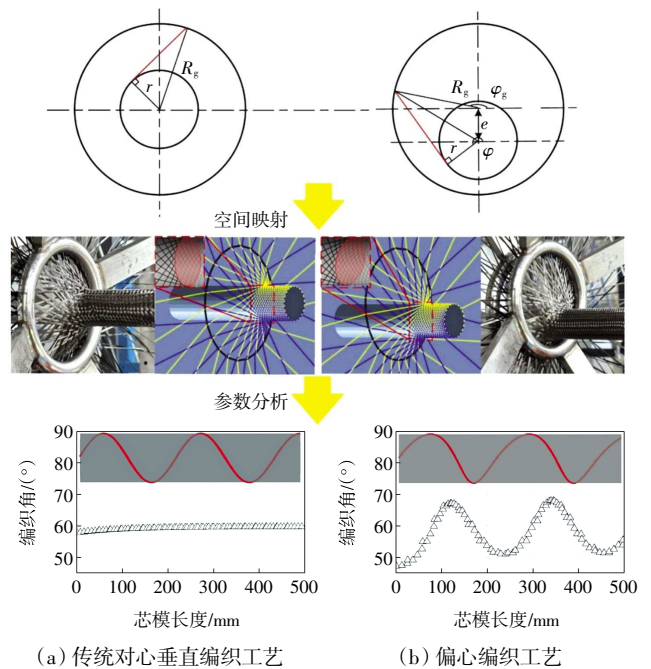 r
R_g
R_g
φ_g
e
r
φ
空间映射
参数分析
90
80
70
60
50
编织角/(°)
0
100
200
300
400
500
芯模长度/mm
90
80
70
60
50
编织角/(°)
0
100
200
300
400
500
芯模长度/mm
(a) 传统对心垂直编织工艺
(b) 偏心编织工艺